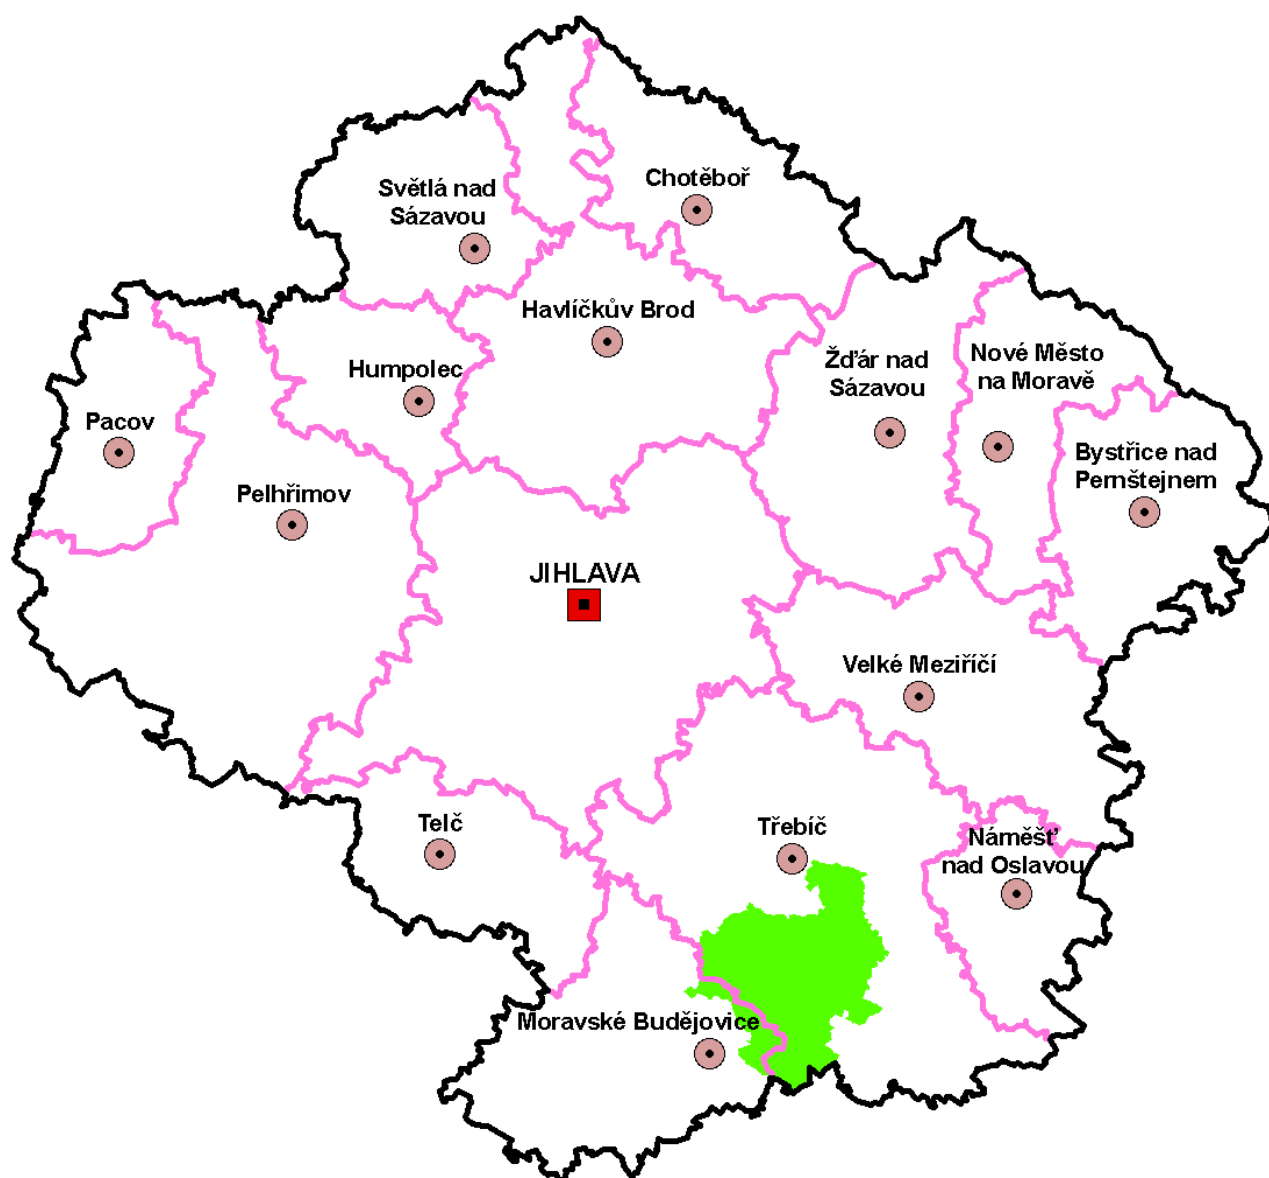 Chotěboř
Světlá nad
Sázavou
Havlíčkův Brod
Humpolec
Žďár nad
Sázavou
Nové Město
na Moravě
Pacov
Bystřice nad
Pernštejnem
Pelhřimov
JIHLAVA
Velké Meziříčí
Telč
Třebíč
Náměšť
nad Oslavou
Moravské Budějovice